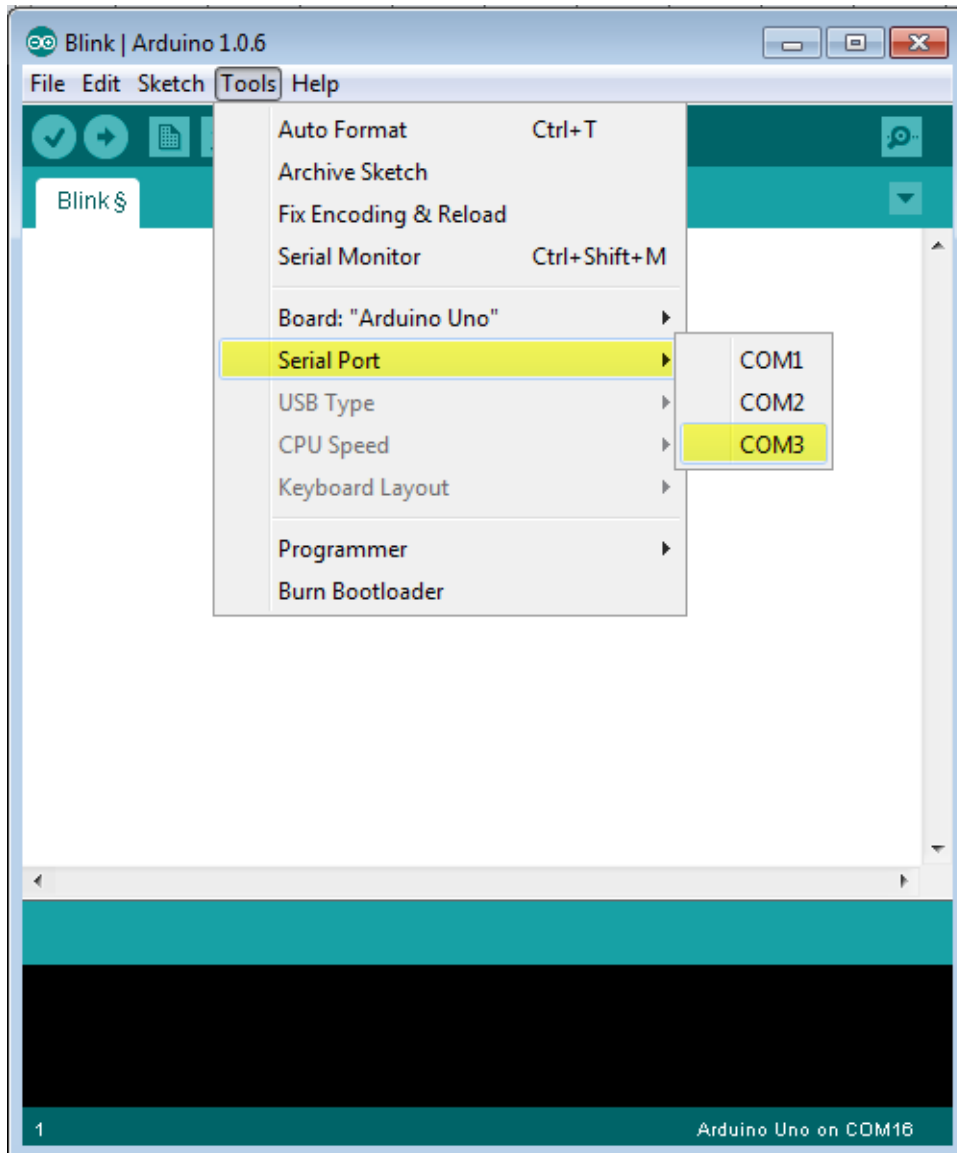 Blink | Arduino 1.0.6
File Edit Sketch Tools Help
Auto Format Ctrl+T
Archive Sketch
Fix Encoding & Reload
Blink §
Serial Monitor Ctrl+Shift+M
Board: "Arduino Uno"
Serial Port
COM1
USB Type
COM2
CPU Speed
COM3
Keyboard Layout
Programmer
Burn Bootloader
1 Arduino Uno on COM16